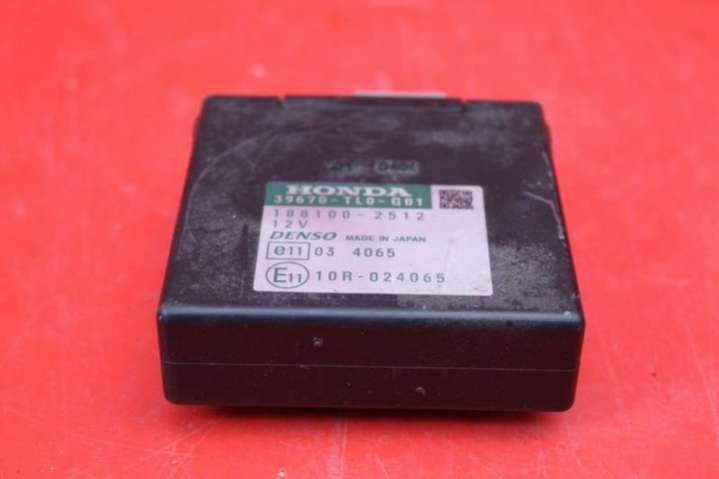 HONDA
39670-TL0-G01
188100-2512
12V
DENSO MADE IN JAPAN
e11 03 4065
E11 10R-024065